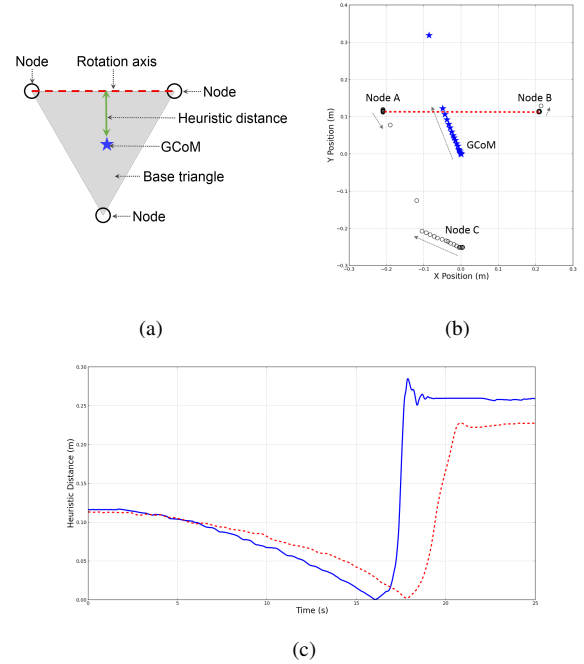 Node
Rotation axis
Node
Heuristic distance
GCoM
Base triangle
Node
(a)
0.4
0.3
0.2
0.1
0.0
−0.1
−0.2
−0.3
Y Position (m)
Node A
Node B
GCoM
Node C
−0.3
−0.2
−0.1
0.0
0.1
0.2
0.3
X Position (m)
(b)
0.30
0.25
0.20
0.15
0.10
0.05
0.00
Heuristic Distance (m)
0
5
10
15
20
25
Time (s)
(c)